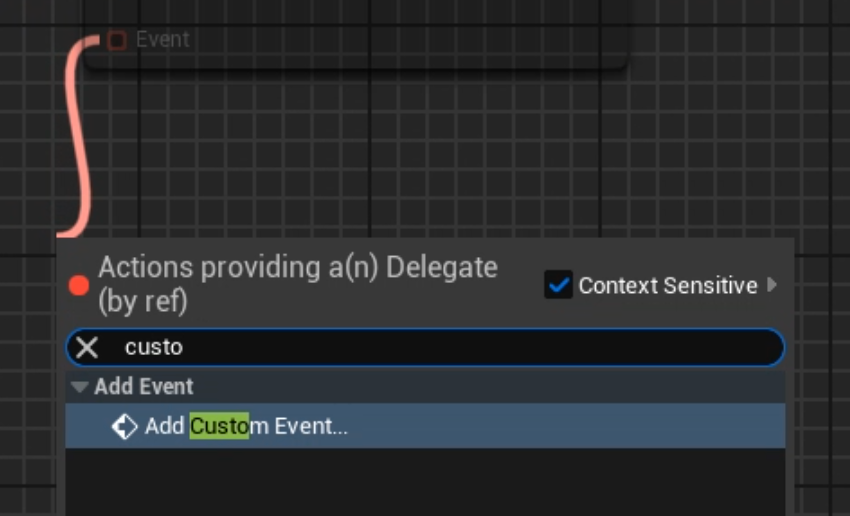 Event
Actions providing a(n) Delegate
(by ref)
Context Sensitive
custo
Add Event
Add Custom Event...